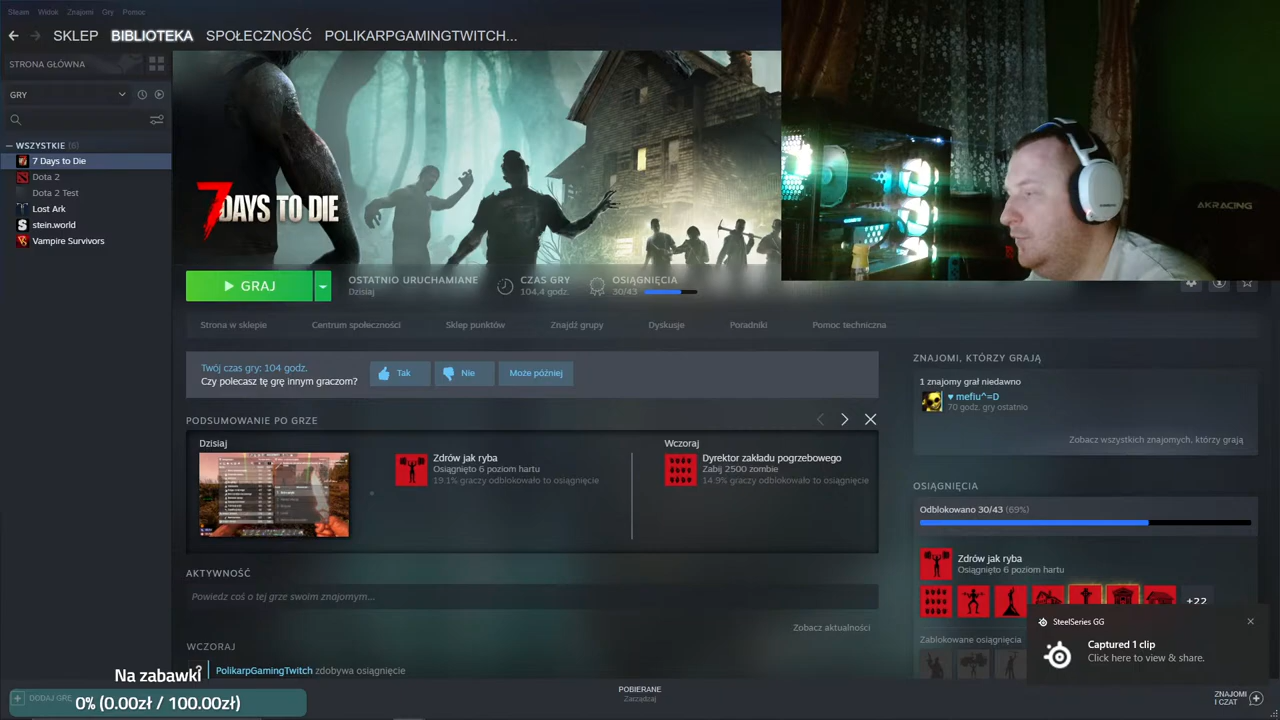 Steam Widok Znajomi Gry Pomoc
SKLEP BIBLIOTEKA SPOŁECZNOŚĆ POLIKARPGAMINGTWITCH...
STRONA GŁÓWNA
GRY
WSZYSTKIE (6)
7 Days to Die
Dota 2
Dota 2 Test
Lost Ark
stein.world
Vampire Survivors
7 DAYS TO DIE
AKRACING
GRAJ
OSTATNIO URUCHAMIANE
Dzisiaj
CZAS GRY
104.4 godz.
OSIĄGNIĘCIA
30/43
Strona w sklepie Centrum społeczności Sklep punktów Znajdź grupy Dyskusje Poradniki Pomoc techniczna
Twój czas gry: 104 godz.
Czy polecasz tę grę innym graczom?
Tak Nie Może później
PODSUMOWANIE PO GRZE
Dzisiaj
Zdrów jak ryba
Osiągnięto 6 poziom hartu
19.1% graczy odblokowało to osiągnięcie
Wczoraj
Dyrektor zakładu pogrzebowego
Zabij 2500 zombie
14.9% graczy odblokowało to osiągnięcie
AKTYWNOŚĆ
Powiedz coś o tej grze swoim znajomym...
Zobacz aktualności
WCZORAJ
PolikarpGamingTwitch zdobywa osiągnięcie
ZNAJOMI, KTÓRZY GRAJĄ
1 znajomy grał niedawno
♥ mefiu^=D
70 godz. gry ostatnio
Zobacz wszystkich znajomych, którzy grają
OSIĄGNIĘCIA
Odblokowano 30/43 (69%)
Zdrów jak ryba
Osiągnięto 6 poziom hartu
+22
Zablokowane osiągnięcia
SteelSeries GG
Captured 1 clip
Click here to view & share.
Na zabawki
DODAJ GRĘ
0% (0.00zł / 100.00zł)
POBIERANE
Zarządzaj
ZNAJOMI
I CZAT